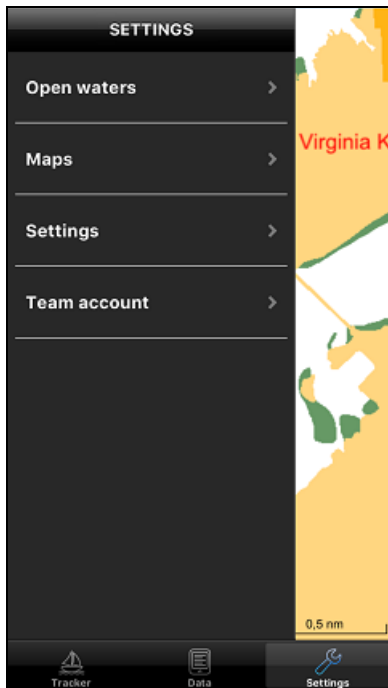 SETTINGS
Open waters
Maps
Settings
Team account
Virginia K
0,5 nm
Tracker
Data
Settings